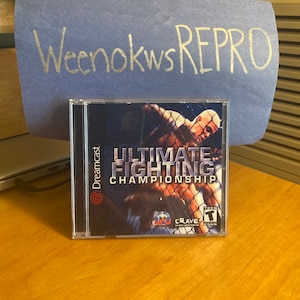 WeenokwsREPRO
Dreamcast
ULTIMATE
FIGHTING
CHAMPIONSHIP
CRAVE
T